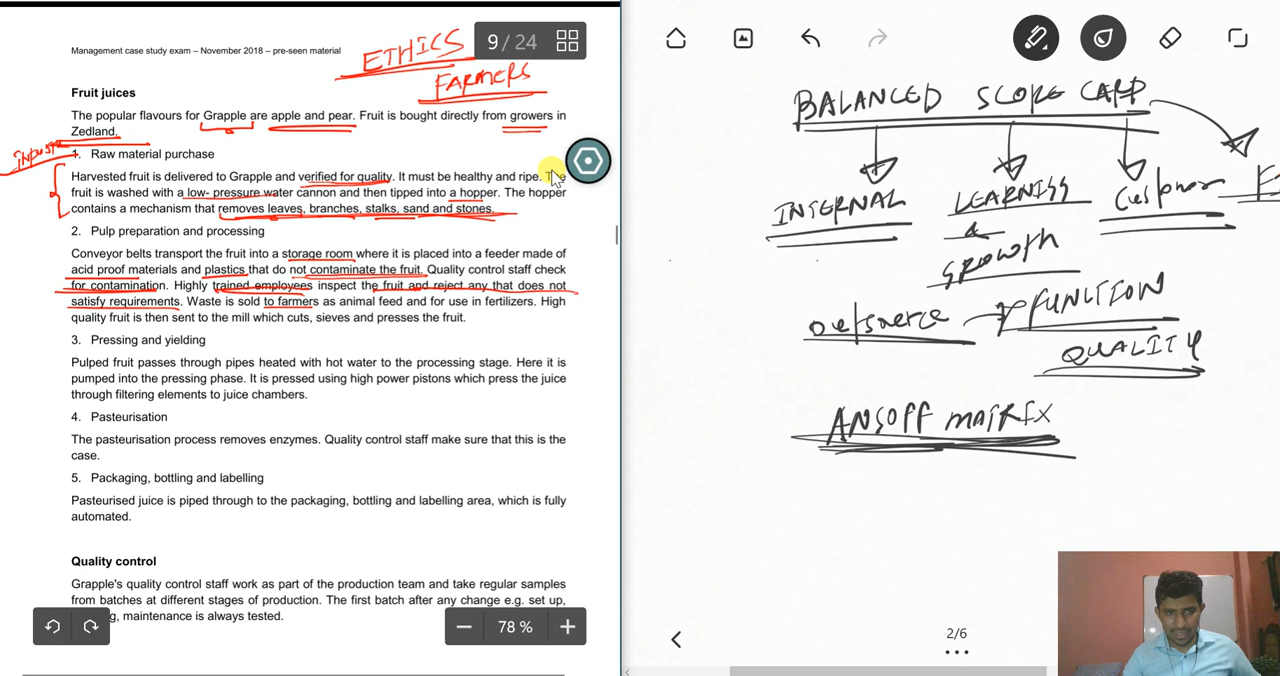 Management case study exam – November 2018 – pre-seen material
ETHICS
9 / 24
FARMERS
Fruit juices
The popular flavours for Grapple are apple and pear. Fruit is bought directly from growers in
Zedland.
1. Raw material purchase
Harvested fruit is delivered to Grapple and verified for quality. It must be healthy and ripe. The
fruit is washed with a low- pressure water cannon and then tipped into a hopper. The hopper
contains a mechanism that removes leaves, branches, stalks, sand and stones.
2. Pulp preparation and processing
Conveyor belts transport the fruit into a storage room where it is placed into a feeder made of
acid proof materials and plastics that do not contaminate the fruit. Quality control staff check
for contamination. Highly trained employees inspect the fruit and reject any that does not
satisfy requirements. Waste is sold to farmers as animal feed and for use in fertilizers. High
quality fruit is then sent to the mill which cuts, sieves and presses the fruit.
3. Pressing and yielding
Pulped fruit passes through pipes heated with hot water to the processing stage. Here it is
pumped into the pressing phase. It is pressed using high power pistons which press the juice
through filtering elements to juice chambers.
4. Pasteurisation
The pasteurisation process removes enzymes. Quality control staff make sure that this is the
case.
5. Packaging, bottling and labelling
Pasteurised juice is piped through to the packaging, bottling and labelling area, which is fully
automated.
Quality control
Grapple's quality control staff work as part of the production team and take regular samples
from batches at different stages of production. The first batch after any change e.g. set up,
maintenance is always tested.
78 %
BALANCED SCORE CARD
INTERNAL
LEARNISS
&
growth
Customer
outsource
FUNCTION
QUALITY
ANSOFF MATRIX
2/6